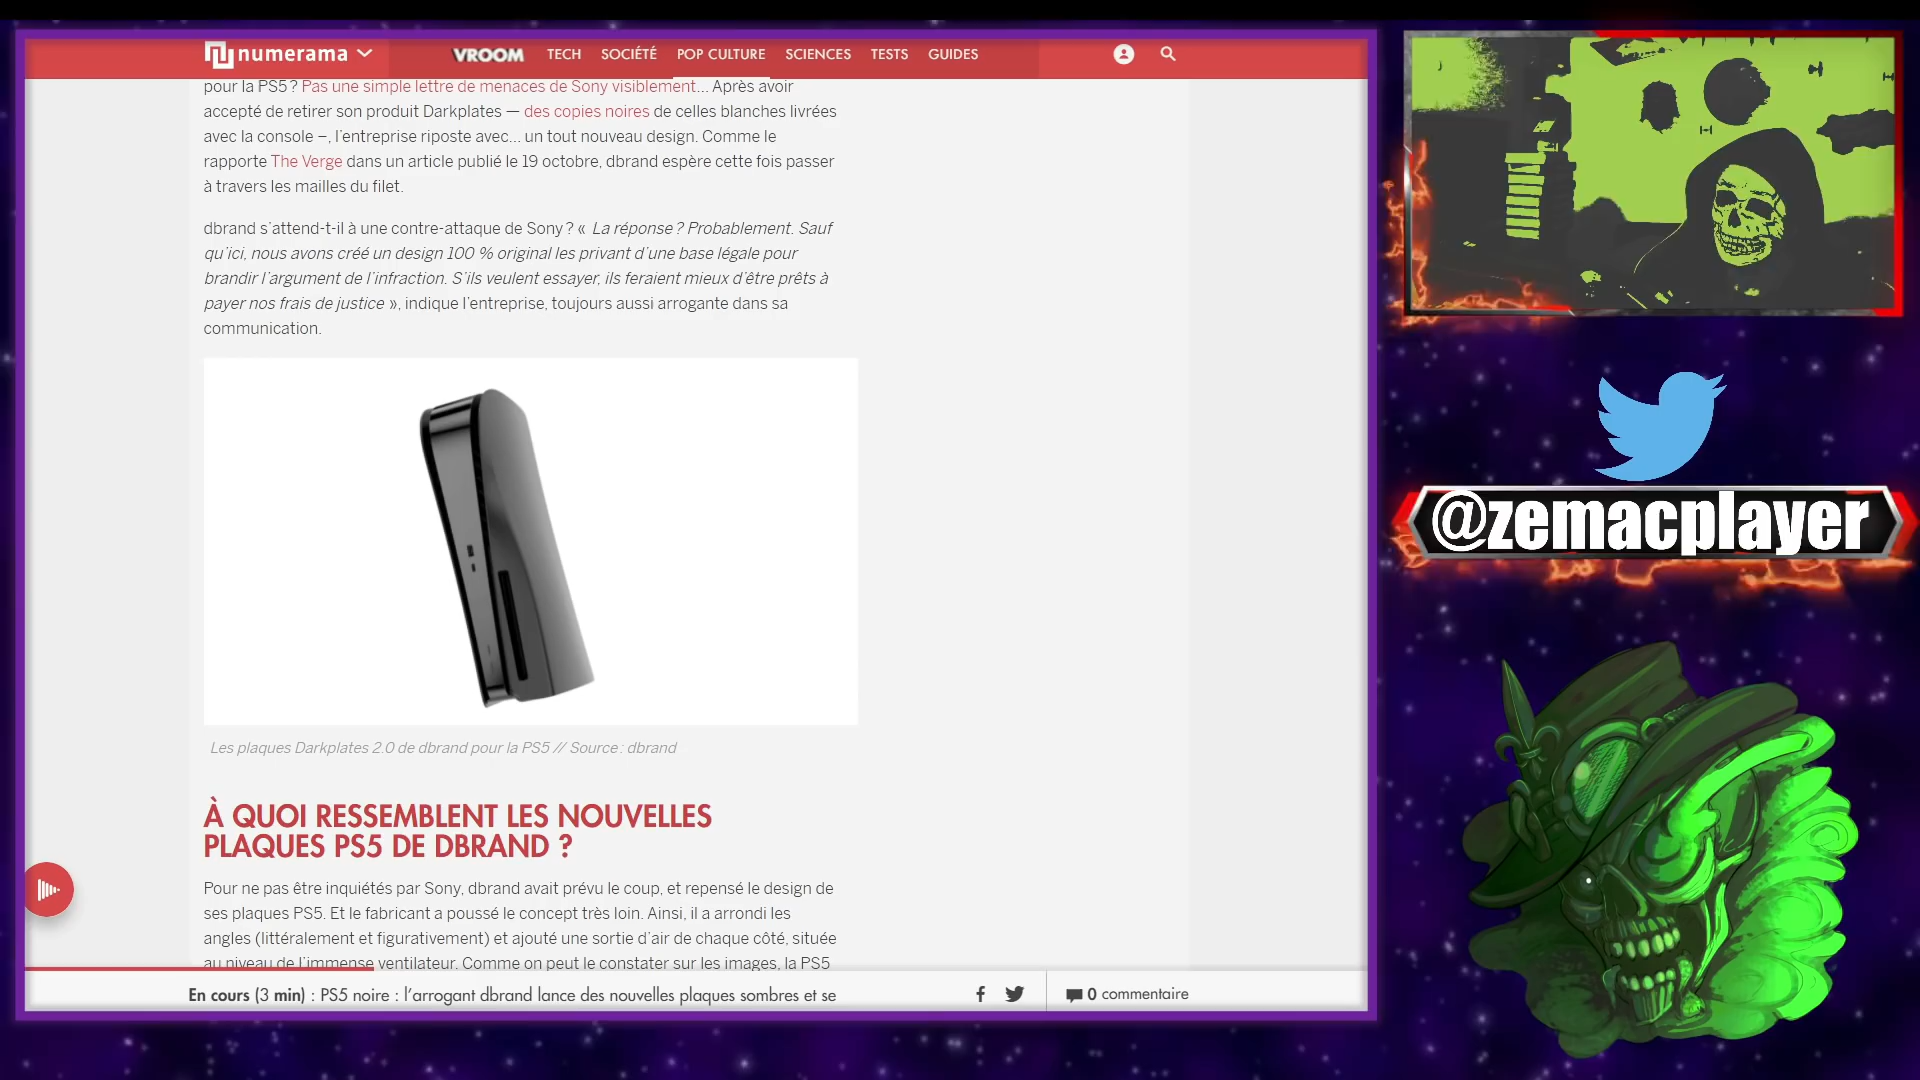 numerama
VROOM TECH SOCIÉTÉ POP CULTURE SCIENCES TESTS GUIDES
pour la PS5 ? Pas une simple lettre de menaces de Sony visiblement… Après avoir
accepté de retirer son produit Darkplates — des copies noires de celles blanches livrées
avec la console –, l’entreprise riposte avec… un tout nouveau design. Comme le
rapporte The Verge dans un article publié le 19 octobre, dbrand espère cette fois passer
à travers les mailles du filet.
dbrand s’attend-t-il à une contre-attaque de Sony ? « La réponse ? Probablement. Sauf
qu’ici, nous avons créé un design 100 % original les privant d’une base légale pour
brandir l’argument de l’infraction. S’ils veulent essayer, ils feraient mieux d’être prêts à
payer nos frais de justice », indique l’entreprise, toujours aussi arrogante dans sa
communication.
Les plaques Darkplates 2.0 de dbrand pour la PS5 // Source : dbrand
À QUOI RESSEMBLENT LES NOUVELLES
PLAQUES PS5 DE DBRAND ?
Pour ne pas être inquiétés par Sony, dbrand avait prévu le coup, et repensé le design de
ses plaques PS5. Et le fabricant a poussé le concept très loin. Ainsi, il a arrondi les
angles (littéralement et figurativement) et ajouté une sortie d’air de chaque côté, située
au niveau de l’immense ventilateur. Comme on peut le constater sur les images, la PS5
En cours (3 min) : PS5 noire : l’arrogant dbrand lance des nouvelles plaques sombres et se
0 commentaire
@zemacplayer